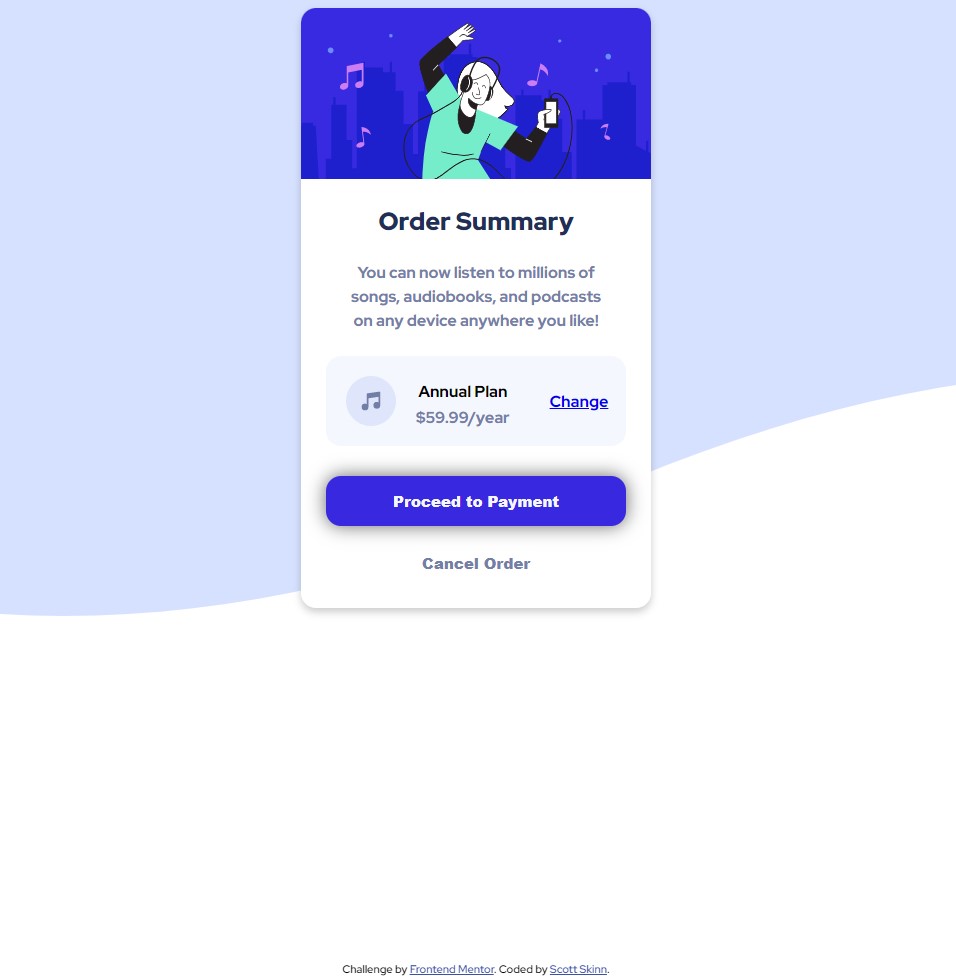 Order Summary
You can now listen to millions of
songs, audiobooks, and podcasts
on any device anywhere you like!
Annual Plan
$59.99/year
Change
Proceed to Payment
Cancel Order
Challenge by Frontend Mentor. Coded by Scott Skinn.